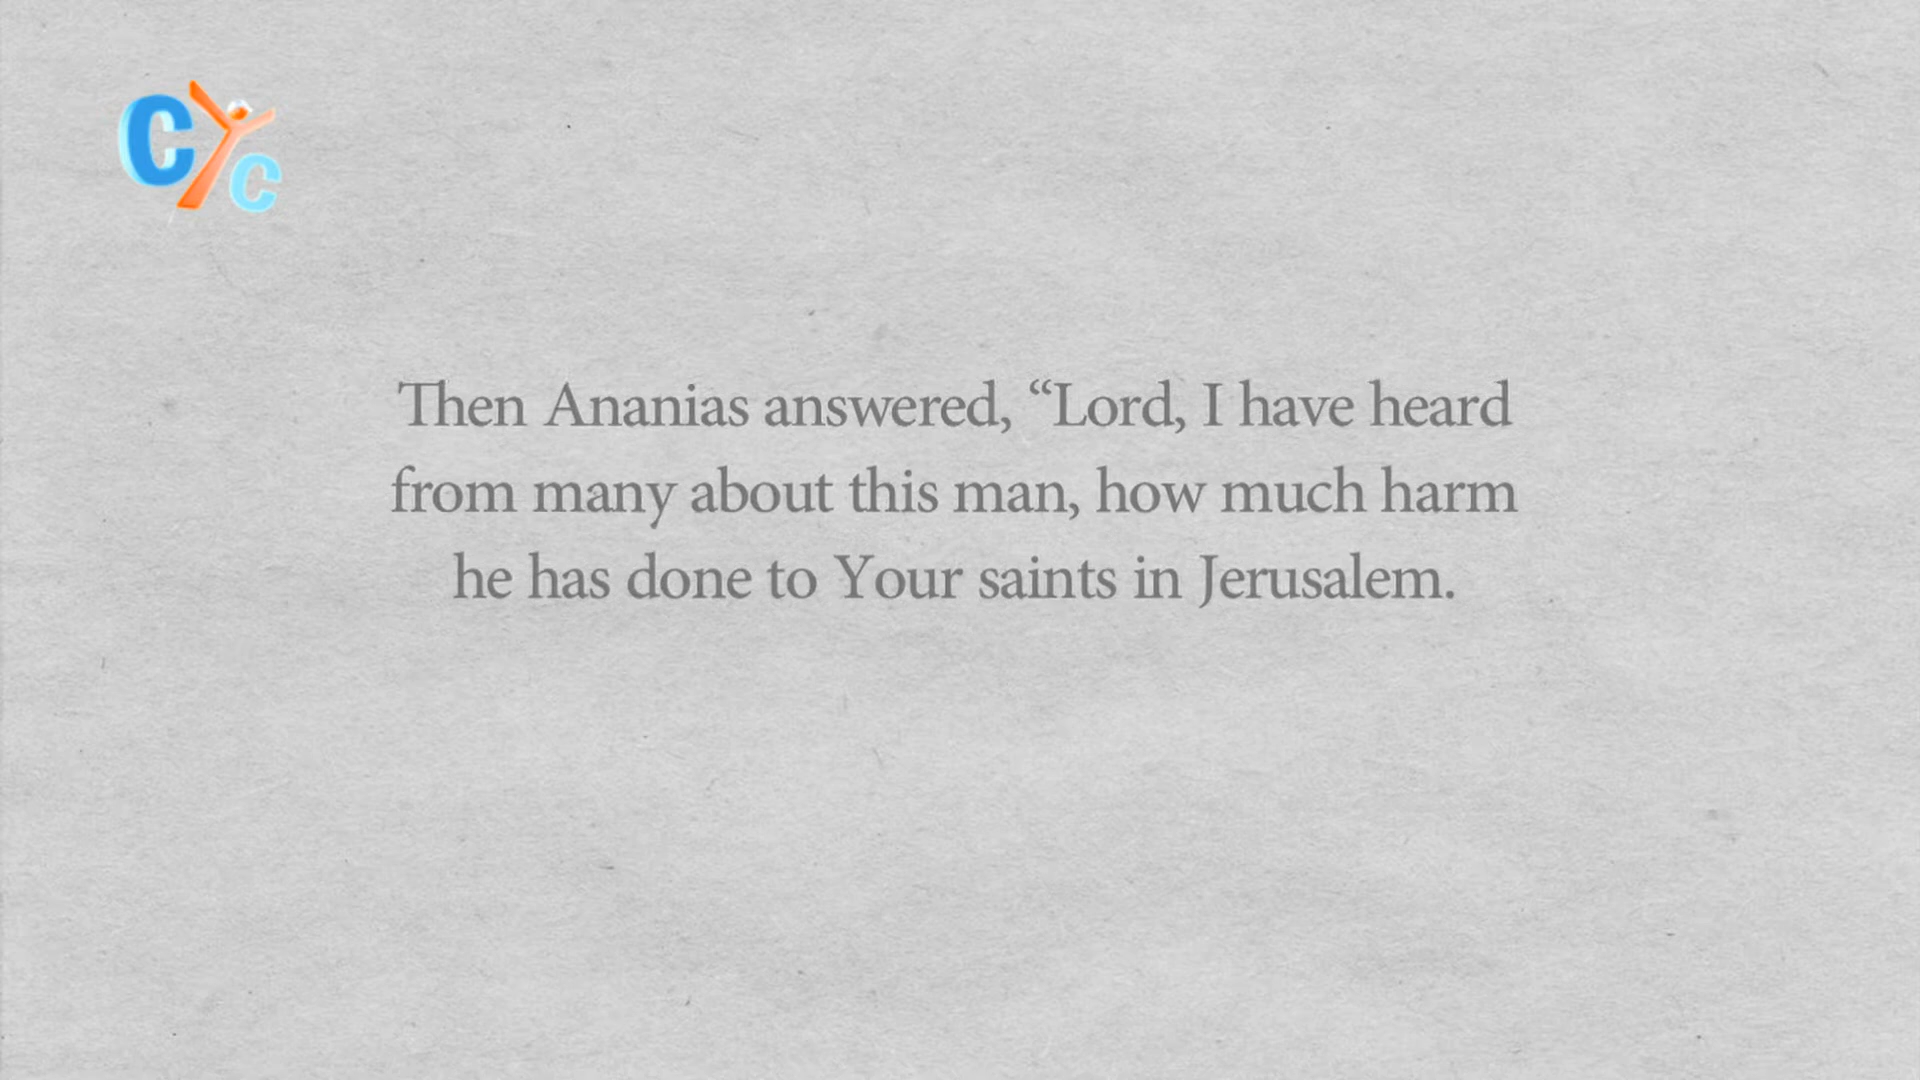 CYC
Then Ananias answered, “Lord, I have heard
from many about this man, how much harm
he has done to Your saints in Jerusalem.